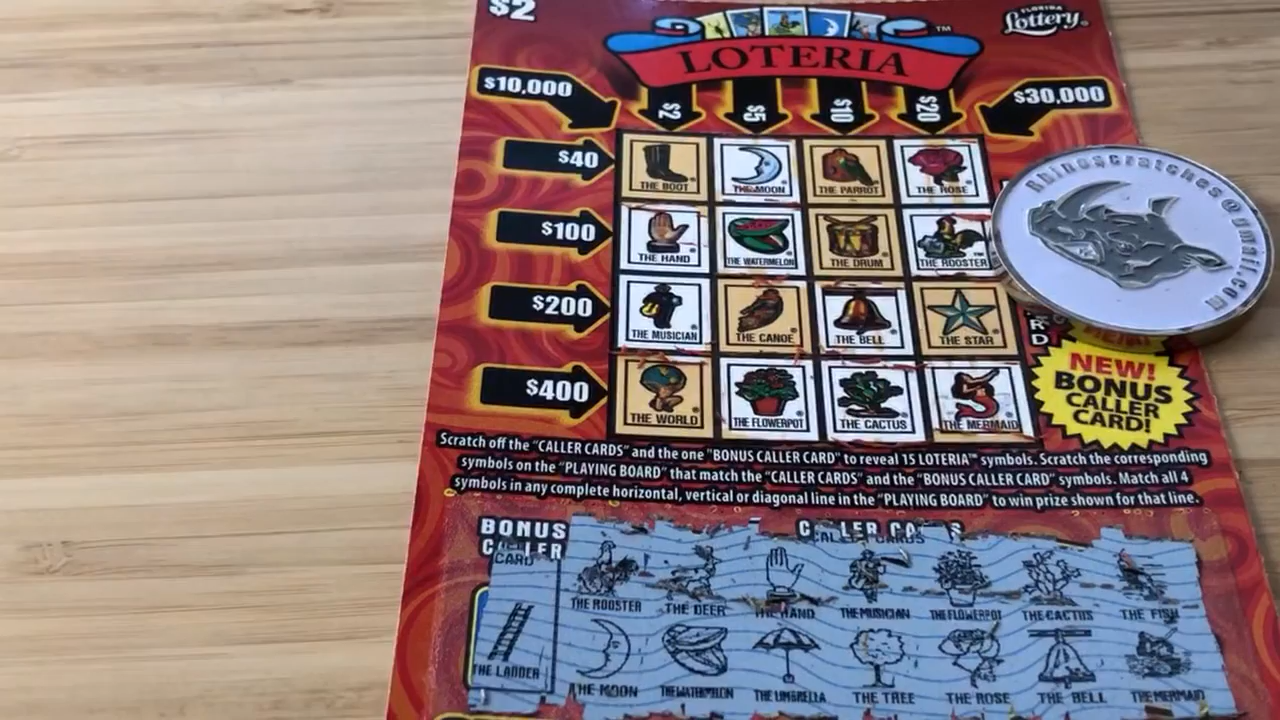 $2
LOTERIA™
FLORIDA
Lottery
$10,000
$2
$5
$10
$20
$30,000
$40
THE BOOT
THE MOON
THE PARROT
THE ROSE
$100
THE HAND
THE WATERMELON
THE DRUM
THE ROOSTER
$200
THE MUSICIAN
THE CANOE
THE BELL
THE STAR
$400
THE WORLD
THE FLOWERPOT
THE CACTUS
THE MERMAID
Rhinoscratches@Gmail.com
NEW!
BONUS
CALLER
CARD!
Scratch off the "CALLER CARDS" and the one "BONUS CALLER CARD" to reveal 15 LOTERIA™ symbols. Scratch the corresponding
symbols on the "PLAYING BOARD" that match the "CALLER CARDS" and the "BONUS CALLER CARD" symbols. Match all 4
symbols in any complete horizontal, vertical or diagonal line in the "PLAYING BOARD" to win prize shown for that line.
BONUS
CARD
THE LADDER
CALLER CARDS
THE ROOSTER
THE DEER
THE HAND
THE MUSICIAN
THE FLOWERPOT
THE CACTUS
THE FISH
THE MOON
THE WATERMELON
THE UMBRELLA
THE TREE
THE ROSE
THE BELL
THE MERMAID